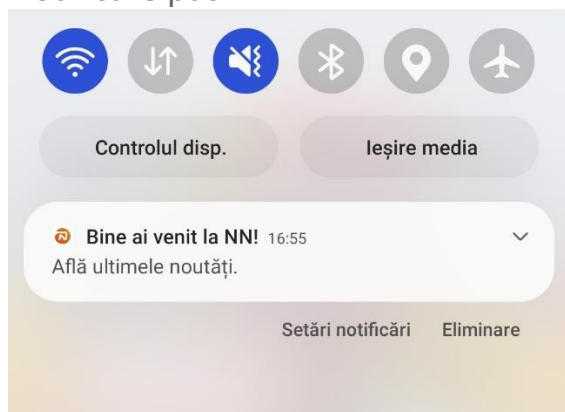 Controlul disp. Ieșire media
Bine ai venit la NN! 16:55
Află ultimele noutăți.
Setări notificări Eliminare